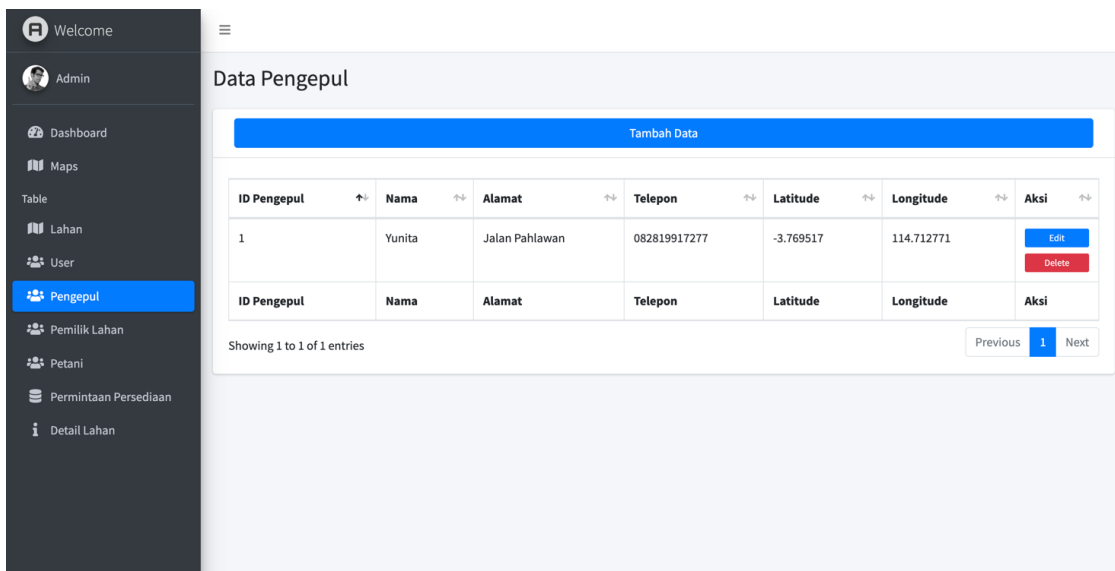 Welcome
Admin
Dashboard
Maps
Table
Lahan
User
Pengepul
Pemilik Lahan
Petani
Permintaan Persediaan
Detail Lahan
Data Pengepul
Tambah Data
ID Pengepul Nama Alamat Telepon Latitude Longitude Aksi
1 Yunita Jalan Pahlawan 082819917277 -3.769517 114.712771 Edit
Delete
ID Pengepul Nama Alamat Telepon Latitude Longitude Aksi
Showing 1 to 1 of 1 entries
Previous 1 Next